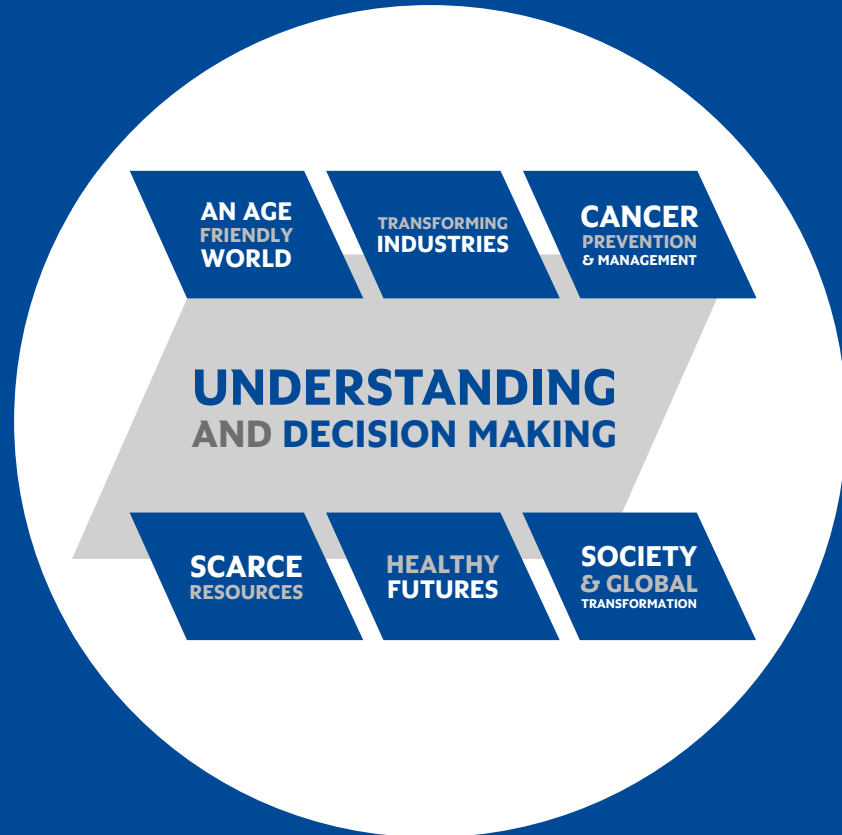 AN AGE
FRIENDLY
WORLD
TRANSFORMING
INDUSTRIES
CANCER
PREVENTION
& MANAGEMENT
UNDERSTANDING
AND DECISION MAKING
SCARCE
RESOURCES
HEALTHY
FUTURES
SOCIETY
& GLOBAL
TRANSFORMATION